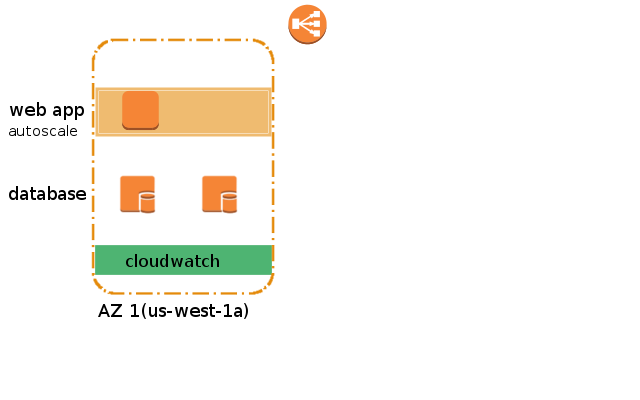 web app
autoscale
database
cloudwatch
AZ 1(us-west-1a)